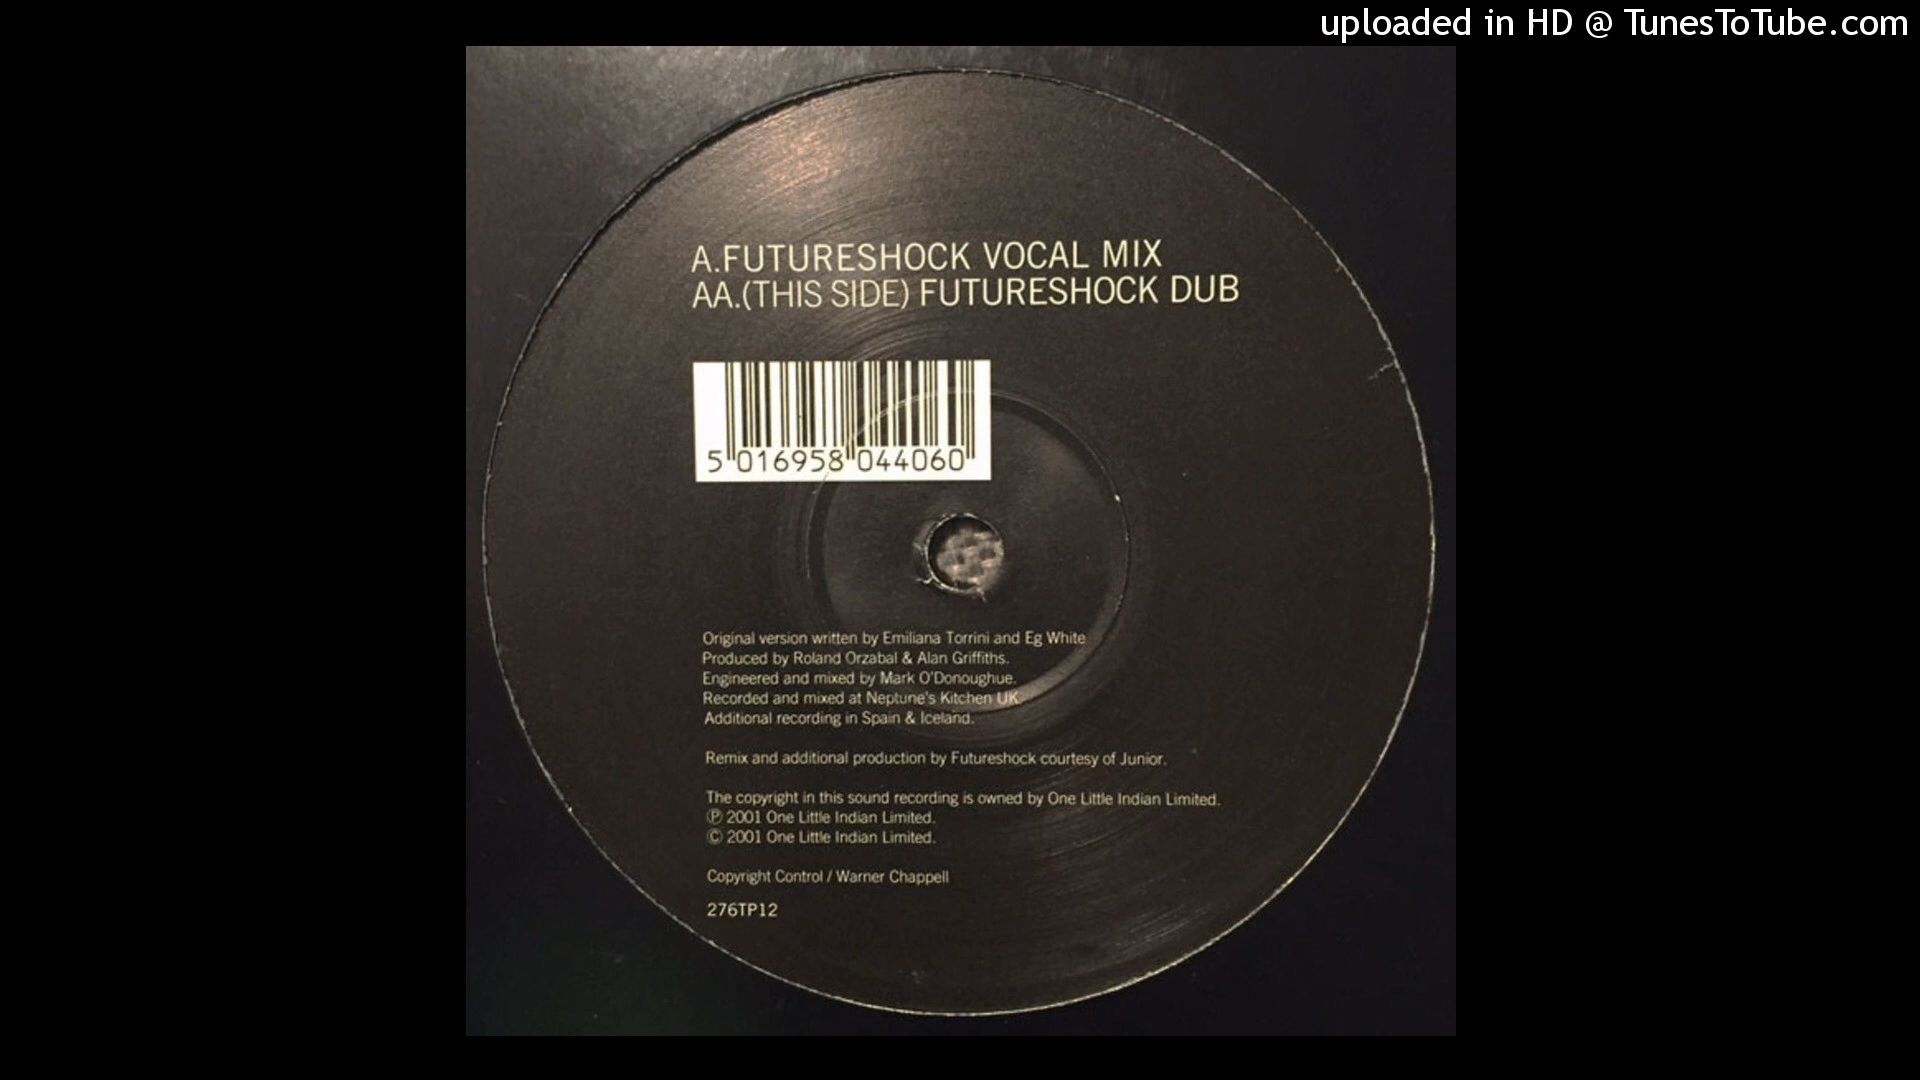 uploaded in HD @ TunesToTube.com
A.FUTURESHOCK VOCAL MIX
AA.(THIS SIDE) FUTURESHOCK DUB
5 016958 044060
Original version written by Emiliana Torrini and Eg White
Produced by Roland Orzabal & Alan Griffiths.
Engineered and mixed by Mark O'Donoughue.
Recorded and mixed at Neptune's Kitchen UK.
Additional recording in Spain & Iceland.
Remix and additional production by Futureshock courtesy of Junior.
The copyright in this sound recording is owned by One Little Indian Limited.
Ⓟ 2001 One Little Indian Limited.
© 2001 One Little Indian Limited.
Copyright Control / Warner Chappell
276TP12